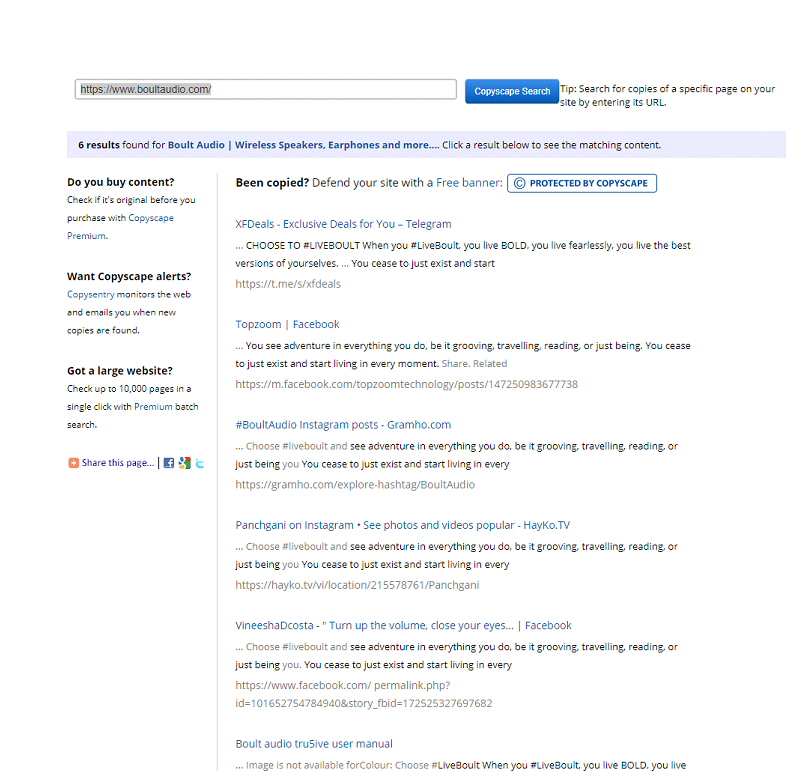 https://www.boultaudio.com/
Copyscape Search
Tip: Search for copies of a specific page on your
site by entering its URL.
6 results found for Boult Audio | Wireless Speakers, Earphones and more.... Click a result below to see the matching content.
Do you buy content?
Check if it's original before you
purchase with Copyscape
Premium.
Want Copyscape alerts?
Copysentry monitors the web
and emails you when new
copies are found.
Got a large website?
Check up to 10,000 pages in a
single click with Premium batch
search.
Share this page... |
Been copied? Defend your site with a Free banner: © PROTECTED BY COPYSCAPE
XFDeals - Exclusive Deals for You – Telegram
... CHOOSE TO #LIVEBOULT When you #LiveBoult, you live BOLD, you live fearlessly, you live the best
versions of yourselves. ... You cease to just exist and start
https://t.me/s/xfdeals
Topzoom | Facebook
... You see adventure in everything you do, be it grooving, travelling, reading, or just being. You cease
to just exist and start living in every moment. Share. Related
https://m.facebook.com/topzoomtechnology/posts/147250983677738
#BoultAudio Instagram posts - Gramho.com
... Choose #liveboult and see adventure in everything you do, be it grooving, travelling, reading, or
just being you You cease to just exist and start living in every
https://gramho.com/explore-hashtag/BoultAudio
Panchgani on Instagram • See photos and videos popular - HayKo.TV
... Choose #liveboult and see adventure in everything you do, be it grooving, travelling, reading, or
just being you You cease to just exist and start living in every
https://hayko.tv/vi/location/215578761/Panchgani
VineeshaDcosta - " Turn up the volume, close your eyes... | Facebook
... Choose #liveboult and see adventure in everything you do, be it grooving, travelling, reading, or
just being you. You cease to just exist and start living in every
https://www.facebook.com/ permalink.php?
id=101652754784940&story_fbid=172525327697682
Boult audio tru5ive user manual
... Image is not available forColour: Choose #LiveBoult When you #LiveBoult, you live BOLD, you live